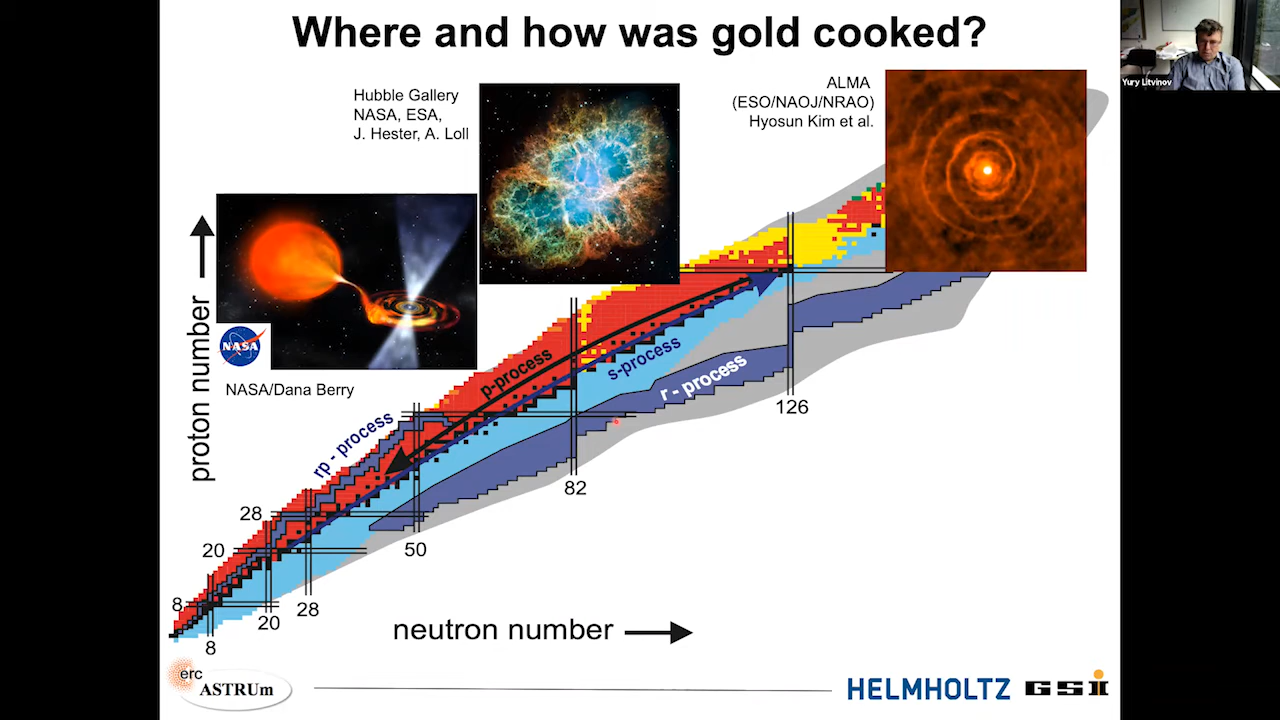 Where and how was gold cooked?
Yury Litvinov
Hubble Gallery
NASA, ESA,
J. Hester, A. Loll
ALMA
(ESO/NAOJ/NRAO)
Hyosun Kim et al.
NASA
NASA/Dana Berry
proton number
rp - process
p-process
s-process
r - process
126
82
50
28
20
8
28
20
8
neutron number
erc
ASTRUm
HELMHOLTZ
GSI